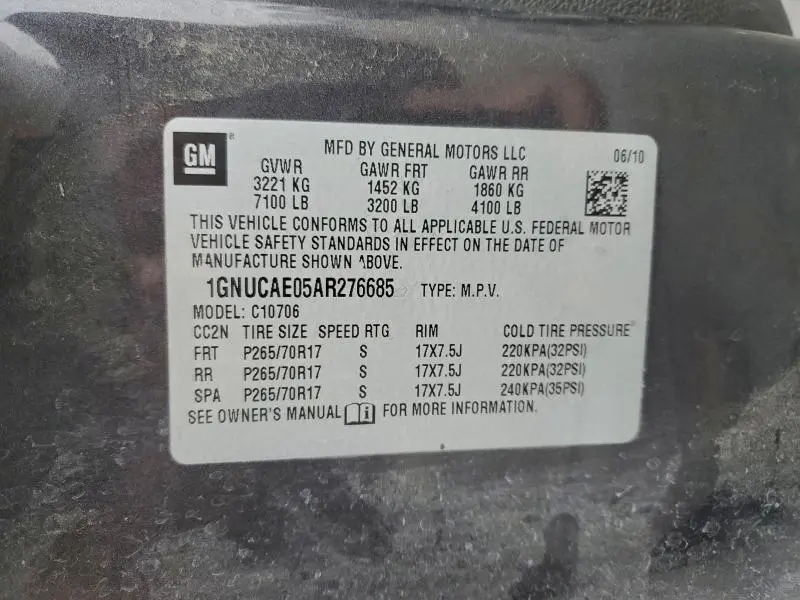 GM
MFD BY GENERAL MOTORS LLC 06/10
GVWR GAWR FRT GAWR RR
3221 KG 1452 KG 1860 KG
7100 LB 3200 LB 4100 LB
THIS VEHICLE CONFORMS TO ALL APPLICABLE U.S. FEDERAL MOTOR
VEHICLE SAFETY STANDARDS IN EFFECT ON THE DATE OF
MANUFACTURE SHOWN ABOVE.
1GNUCAE05AR276685 TYPE: M.P.V.
MODEL: C10706
CC2N TIRE SIZE SPEED RTG RIM COLD TIRE PRESSURE
FRT P265/70R17 S 17X7.5J 220KPA(32PSI)
RR P265/70R17 S 17X7.5J 220KPA(32PSI)
SPA P265/70R17 S 17X7.5J 240KPA(35PSI)
SEE OWNER'S MANUAL i FOR MORE INFORMATION.